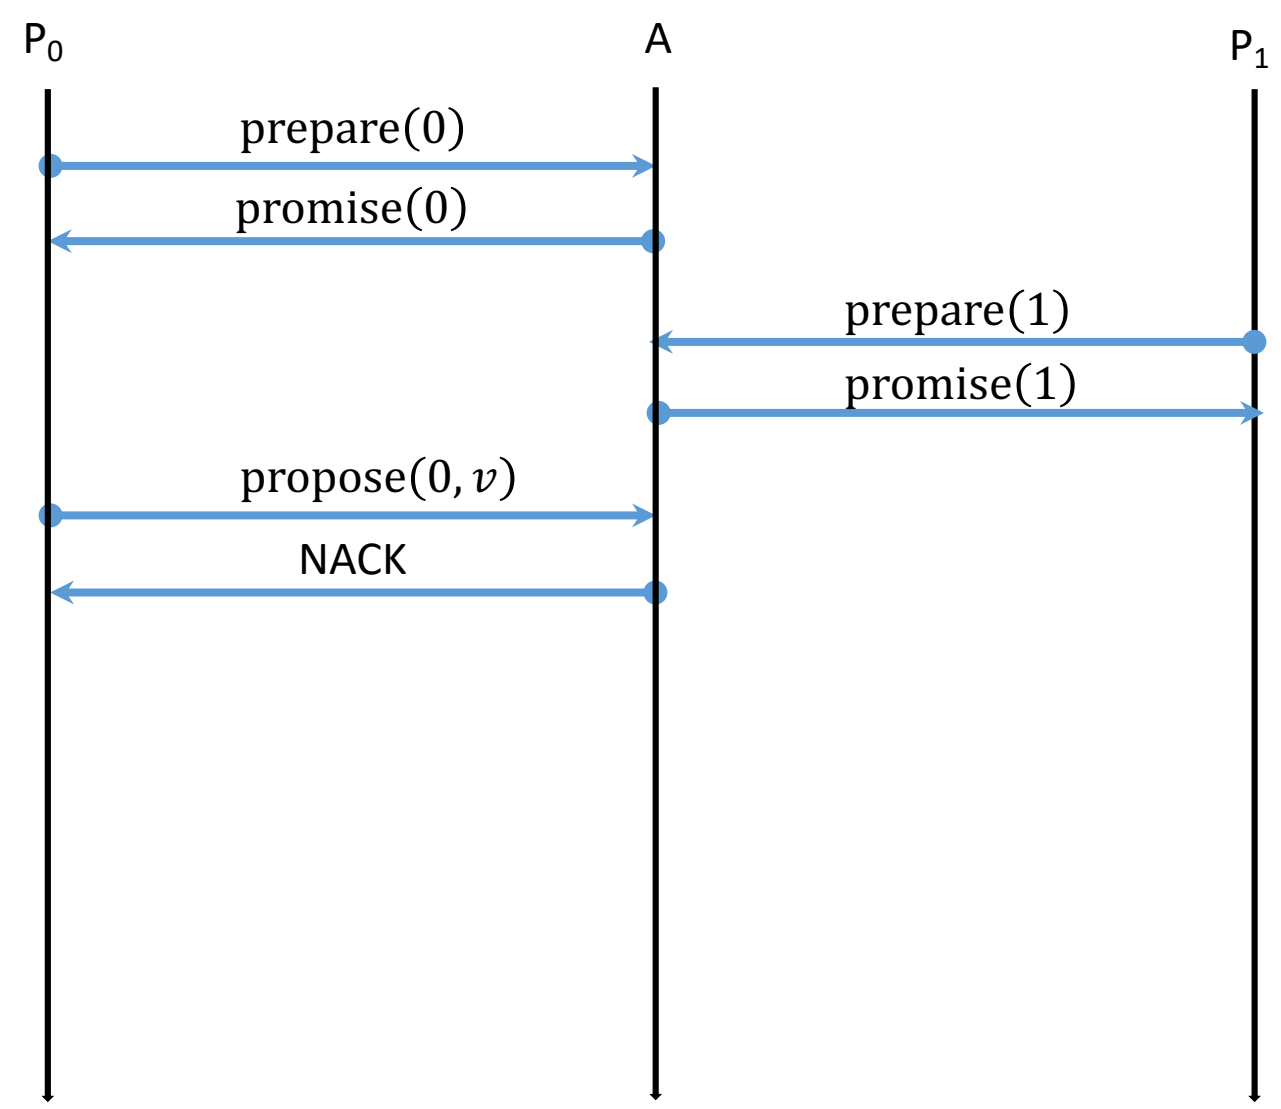 P₀ A P₁
prepare(0)
promise(0)
prepare(1)
promise(1)
propose(0, v)
NACK